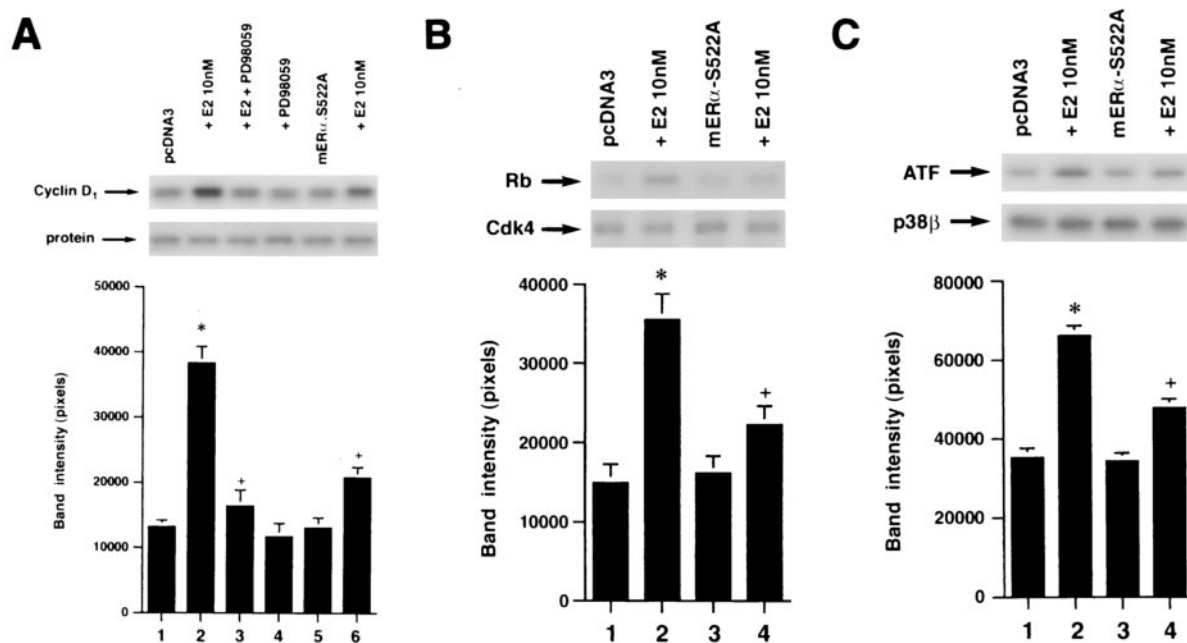 A
pcDNA3
+ E2 10nM
+ E2 + PD98059
+ PD98059
mERα.S522A
+ E2 10nM
Cyclin D1
protein
Band intensity (pixels)
50000
40000
30000
20000
10000
0
*
+
+
1 2 3 4 5 6
B
pcDNA3
+ E2 10nM
mERα-S522A
+ E2 10nM
Rb
Cdk4
Band intensity (pixels)
40000
30000
20000
10000
0
*
+
1 2 3 4
C
pcDNA3
+ E2 10nM
mERα-S522A
+ E2 10nM
ATF
p38β
Band intensity (pixels)
80000
60000
40000
20000
0
*
+
1 2 3 4